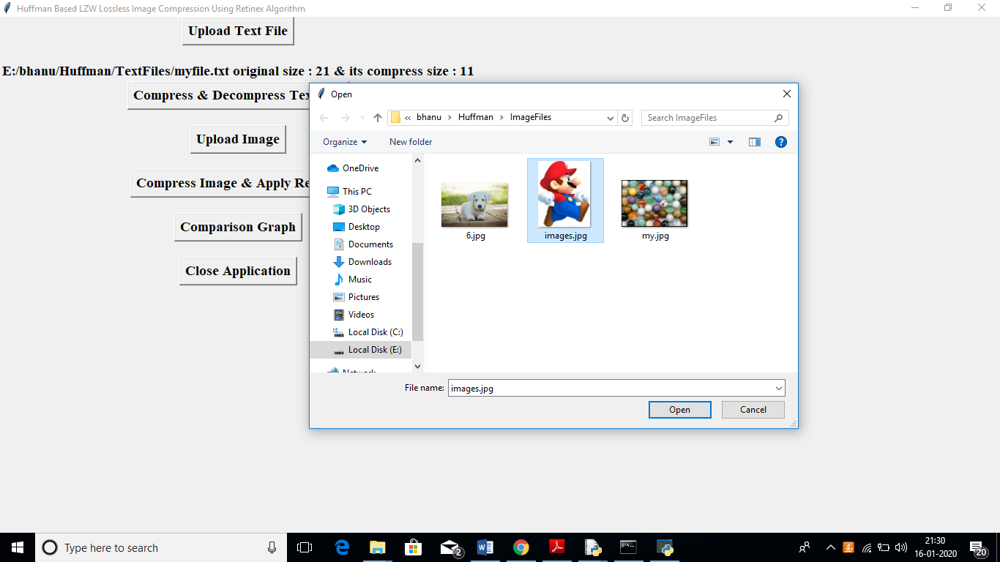 Huffman Based LZW Lossless Image Compression Using Retinex Algorithm
Upload Text File
E:/bhanu/Huffman/TextFiles/myfile.txt original size : 21 & its compress size : 11
Compress & Decompress Tex
Upload Image
Compress Image & Apply Re
Comparison Graph
Close Application
Open
« bhanu › Huffman › ImageFiles
Search ImageFiles
Organize
New folder
OneDrive
This PC
3D Objects
Desktop
Documents
Downloads
Music
Pictures
Videos
Local Disk (C:)
Local Disk (E:)
Network
6.jpg
images.jpg
my.jpg
File name: images.jpg
Open
Cancel
Type here to search
2
21:30
16-01-2020
20